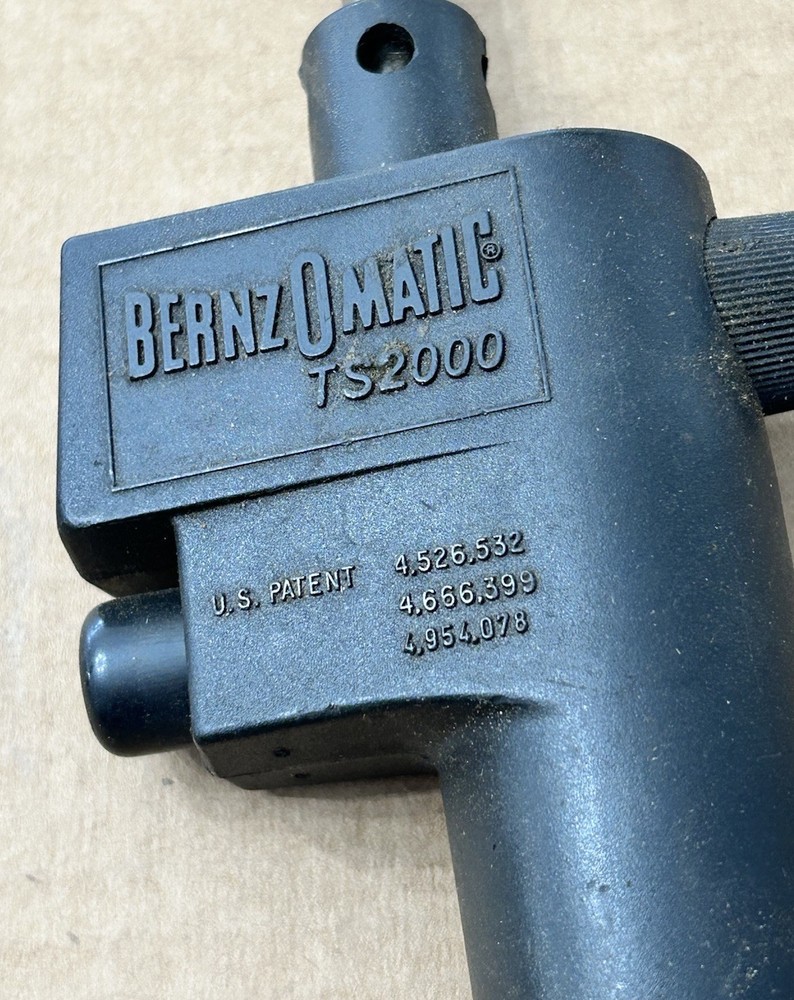 BERNZOMATIC®
TS2000
U.S. PATENT 4,526,532
4,666,399
4,954,078